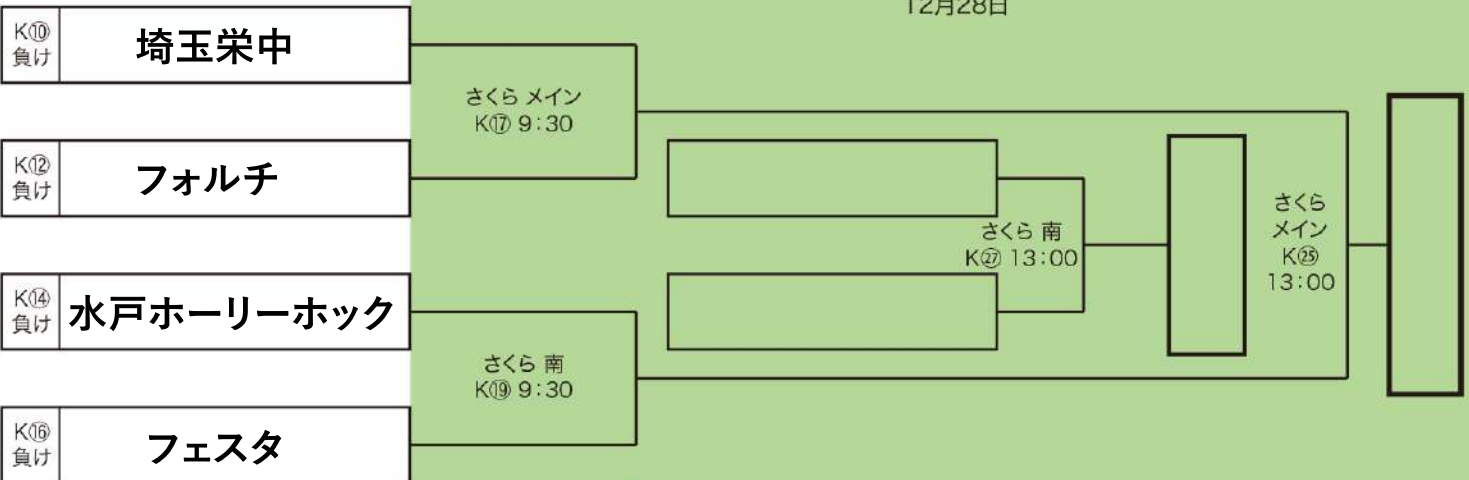 12月28日
K⑩
負け
埼玉栄中
さくら メイン
K⑰ 9:30
K⑫
負け
フォルチ
さくら 南
K㉗ 13:00
さくら
メイン
K㉕
13:00
K⑭
負け
水戸ホーリーホック
さくら 南
K⑲ 9:30
K⑯
負け
フェスタ